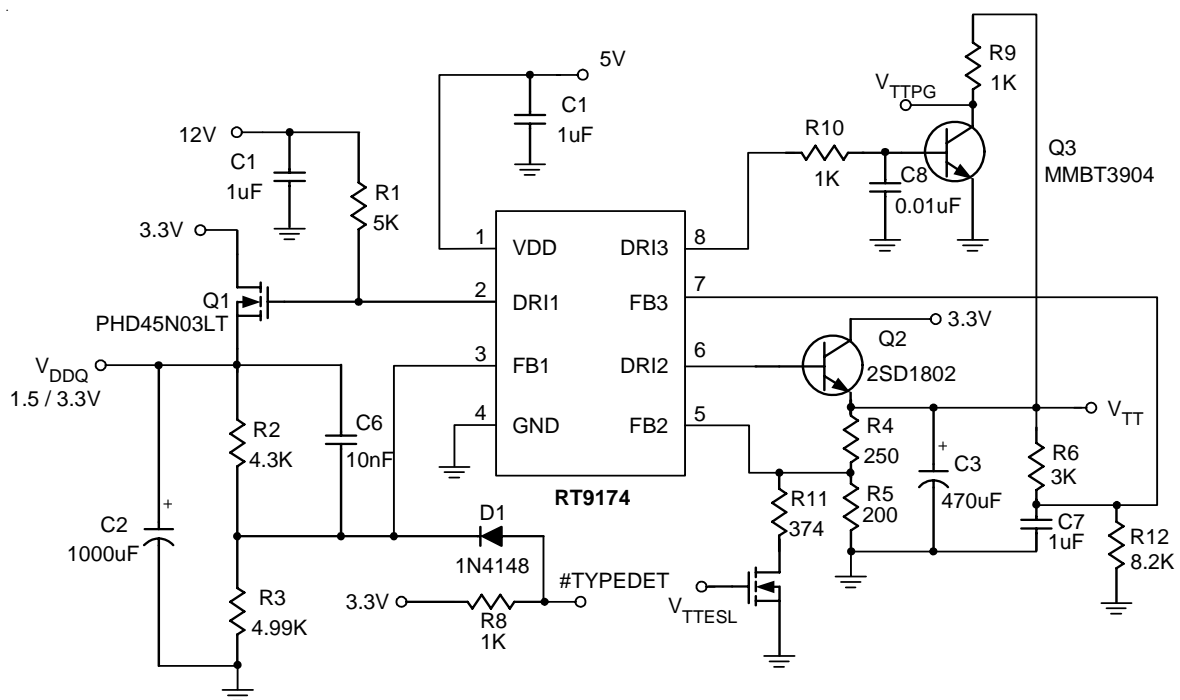 5V
C1
1uF
12V
C1
1uF
R1
5K
3.3V
Q1
PHD45N03LT
VDDQ
1.5 / 3.3V
R2
4.3K
C6
10nF
C2
+
1000uF
R3
4.99K
D1
1N4148
3.3V
R8
1K
#TYPEDET
1
VDD
2
DRI1
3
FB1
4
GND
DRI3
8
FB3
7
DRI2
6
FB2
5
RT9174
R10
1K
C8
0.01uF
VTTPG
R9
1K
Q3
MMBT3904
3.3V
Q2
2SD1802
VTT
R4
250
R5
200
+
C3
470uF
R6
3K
C7
1uF
R12
8.2K
R11
374
VTTESL